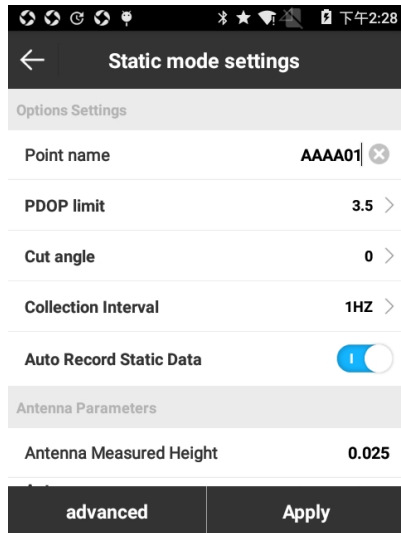 下午2:28
Static mode settings
Options Settings
Point name AAAA01
PDOP limit 3.5
Cut angle 0
Collection Interval 1HZ
Auto Record Static Data
Antenna Parameters
Antenna Measured Height 0.025
advanced Apply